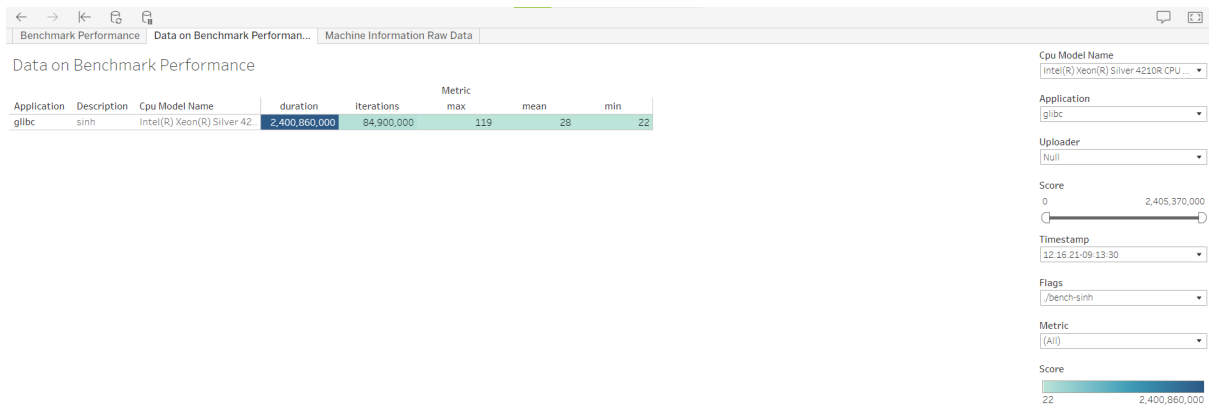 Benchmark Performance Data on Benchmark Performan... Machine Information Raw Data
Data on Benchmark Performance
Metric
Application Description Cpu Model Name duration iterations max mean min
glibc sinh Intel(R) Xeon(R) Silver 42.. 2,400,860,000 84,900,000 119 28 22
Cpu Model Name
Intel(R) Xeon(R) Silver 4210R CPU ...
Application
glibc
Uploader
Null
Score
0 2,405,370,000
Timestamp
12.16.21-09:13:30
Flags
./bench-sinh
Metric
(All)
Score
22 2,400,860,000